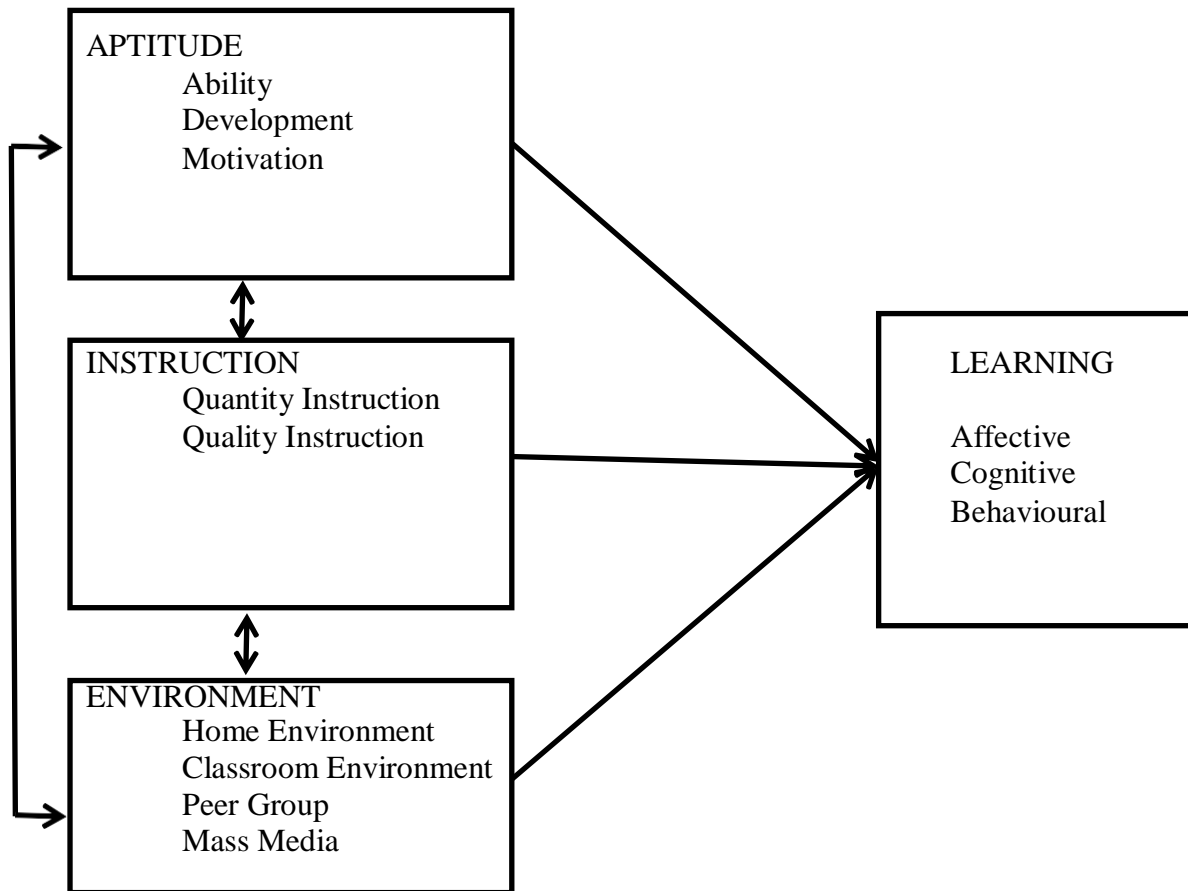 APTITUDE
Ability
Development
Motivation
INSTRUCTION
Quantity Instruction
Quality Instruction
ENVIRONMENT
Home Environment
Classroom Environment
Peer Group
Mass Media
LEARNING
Affective
Cognitive
Behavioural